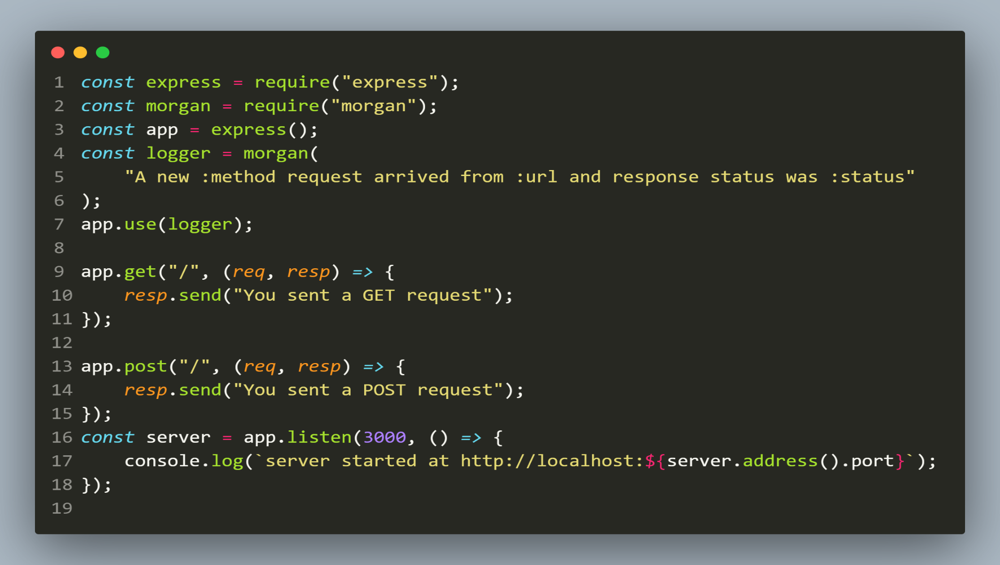 1 const express = require("express");
2 const morgan = require("morgan");
3 const app = express();
4 const logger = morgan(
5     "A new :method request arrived from :url and response status was :status"
6 );
7 app.use(logger);
8
9 app.get("/", (req, resp) => {
10     resp.send("You sent a GET request");
11 });
12
13 app.post("/", (req, resp) => {
14     resp.send("You sent a POST request");
15 });
16 const server = app.listen(3000, () => {
17     console.log(`server started at http://localhost:${server.address().port}`);
18 });
19